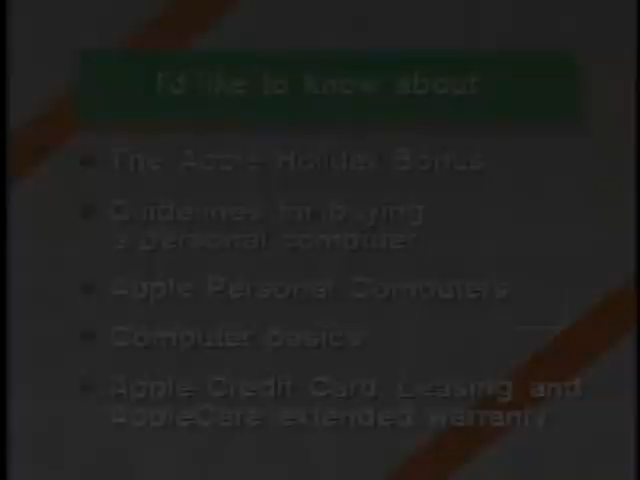 I'd like to know about
The Apple Holiday Bonus
Guidelines for buying
a personal computer
Apple Personal Computers
Computer basics
Apple Credit Card, Leasing and
AppleCare extended warranty